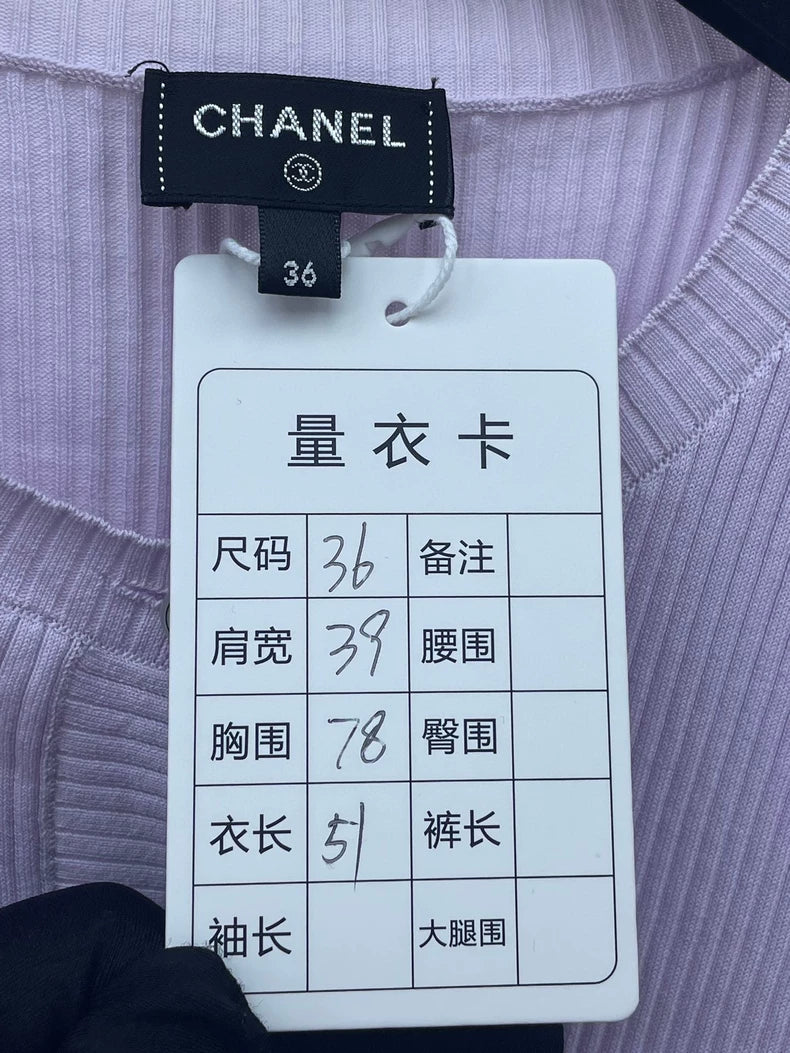 CHANEL
36
量衣卡
尺码 36 备注
肩宽 39 腰围
胸围 78 臀围
衣长 51 裤长
袖长 大腿围